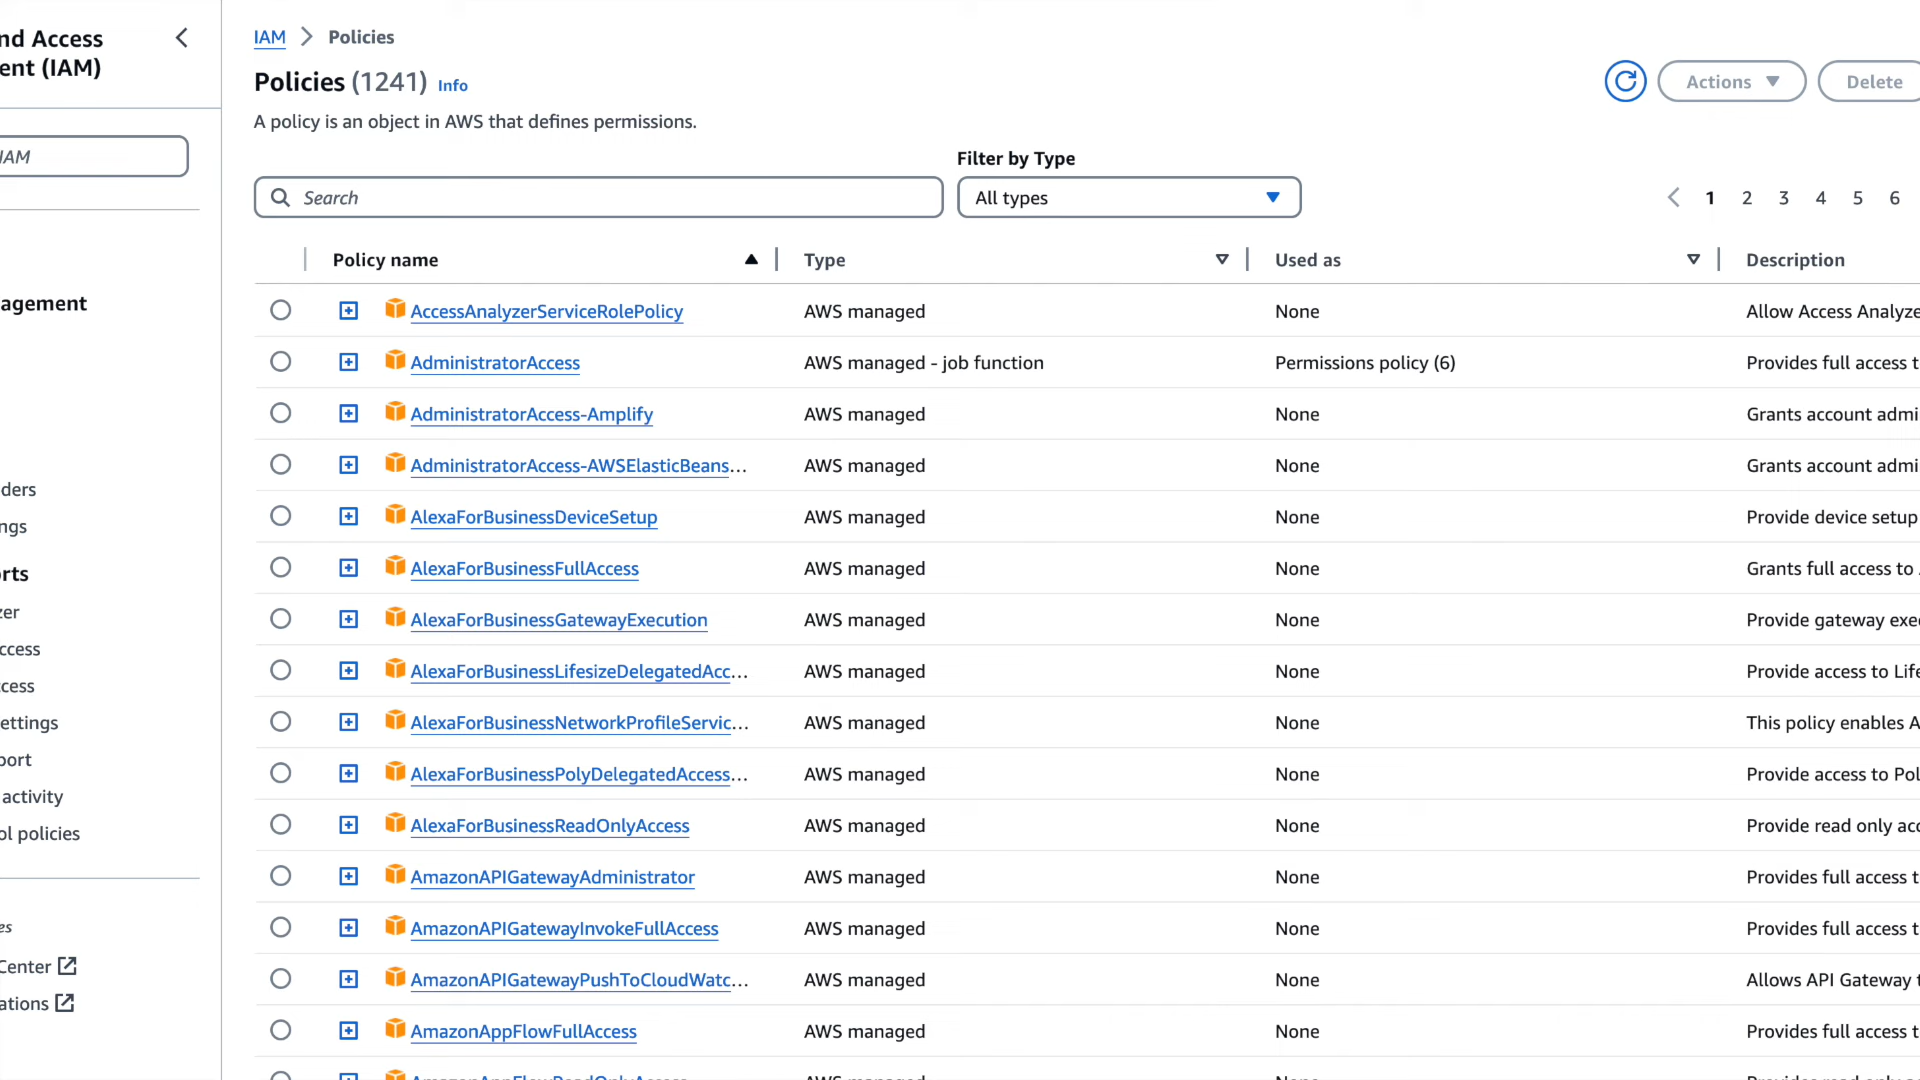 nd Access
ent (IAM)
IAM
agement
ders
ngs
rts
zer
ccess
cess
ettings
port
activity
ol policies
es
Center
ations
IAM > Policies
Policies (1241) Info
A policy is an object in AWS that defines permissions.
Actions
Delete
Filter by Type
Search
All types
1 2 3 4 5 6
Policy name Type Used as Description
AccessAnalyzerServiceRolePolicy AWS managed None Allow Access Analyze
AdministratorAccess AWS managed - job function Permissions policy (6) Provides full access t
AdministratorAccess-Amplify AWS managed None Grants account admi
AdministratorAccess-AWSElasticBeans... AWS managed None Grants account admi
AlexaForBusinessDeviceSetup AWS managed None Provide device setup
AlexaForBusinessFullAccess AWS managed None Grants full access to
AlexaForBusinessGatewayExecution AWS managed None Provide gateway exe
AlexaForBusinessLifesizeDelegatedAcc... AWS managed None Provide access to Life
AlexaForBusinessNetworkProfileServic... AWS managed None This policy enables A
AlexaForBusinessPolyDelegatedAccess... AWS managed None Provide access to Pol
AlexaForBusinessReadOnlyAccess AWS managed None Provide read only acc
AmazonAPIGatewayAdministrator AWS managed None Provides full access t
AmazonAPIGatewayInvokeFullAccess AWS managed None Provides full access t
AmazonAPIGatewayPushToCloudWatc... AWS managed None Allows API Gateway t
AmazonAppFlowFullAccess AWS managed None Provides full access t